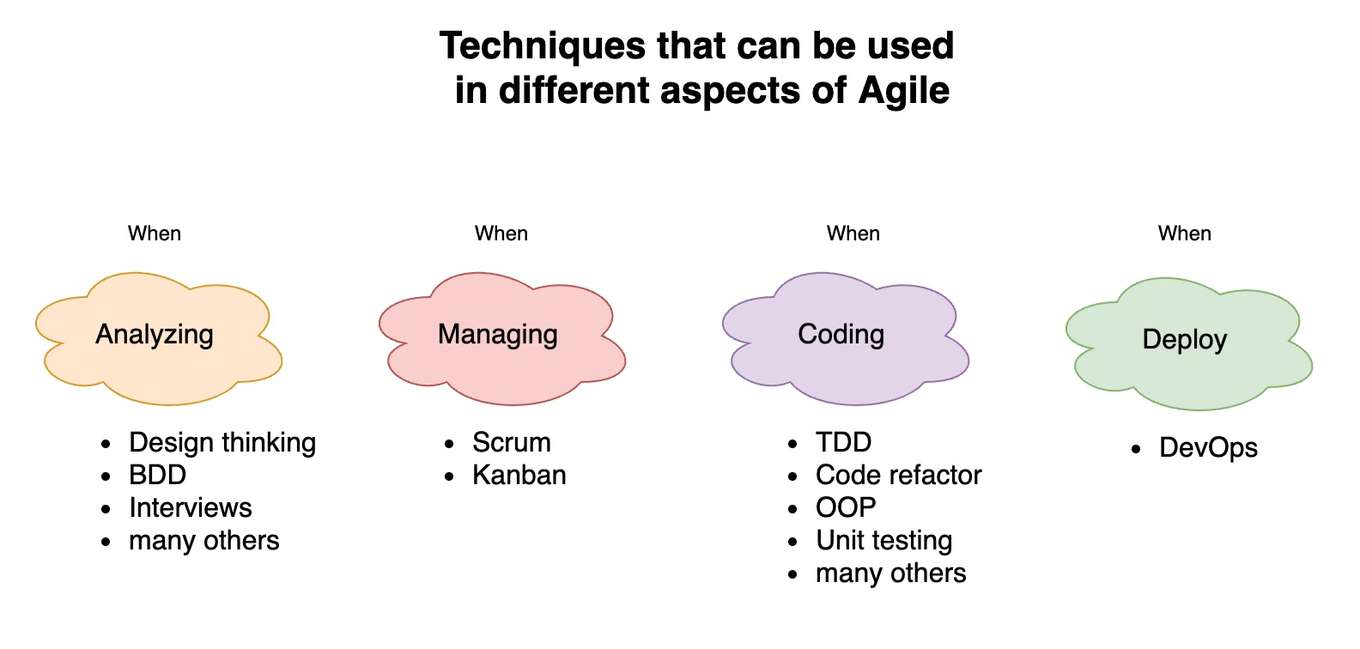 Techniques that can be used
in different aspects of Agile
When
Analyzing
• Design thinking
• BDD
• Interviews
• many others
When
Managing
• Scrum
• Kanban
When
Coding
• TDD
• Code refactor
• OOP
• Unit testing
• many others
When
Deploy
• DevOps